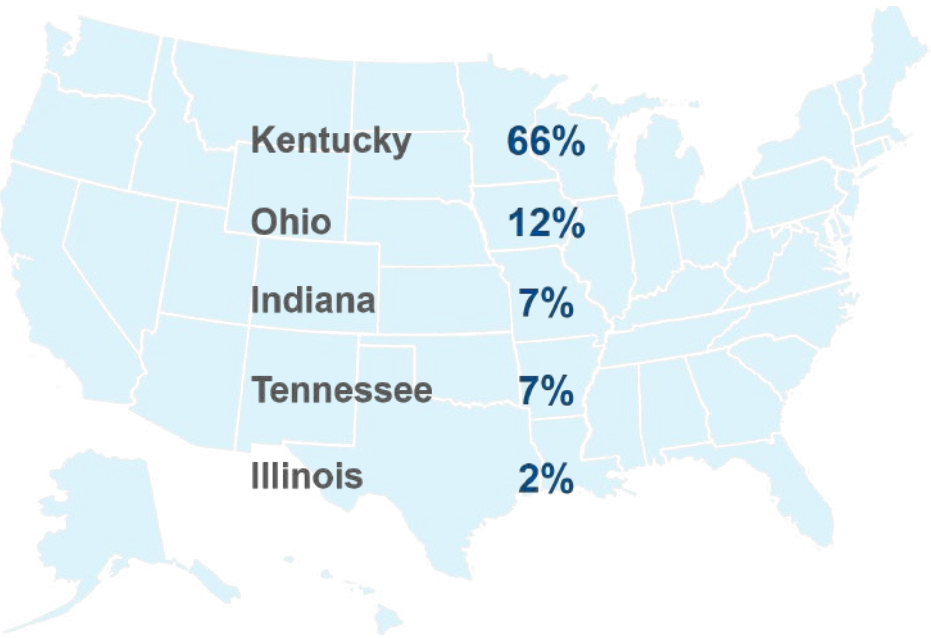 Kentucky 66%
Ohio 12%
Indiana 7%
Tennessee 7%
Illinois 2%